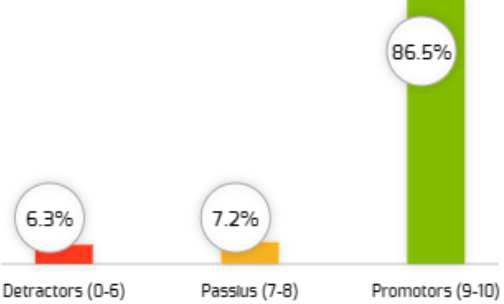 86.5%
6.3%
7.2%
Detractors (0-6)
Passius (7-8)
Promotors (9-10)